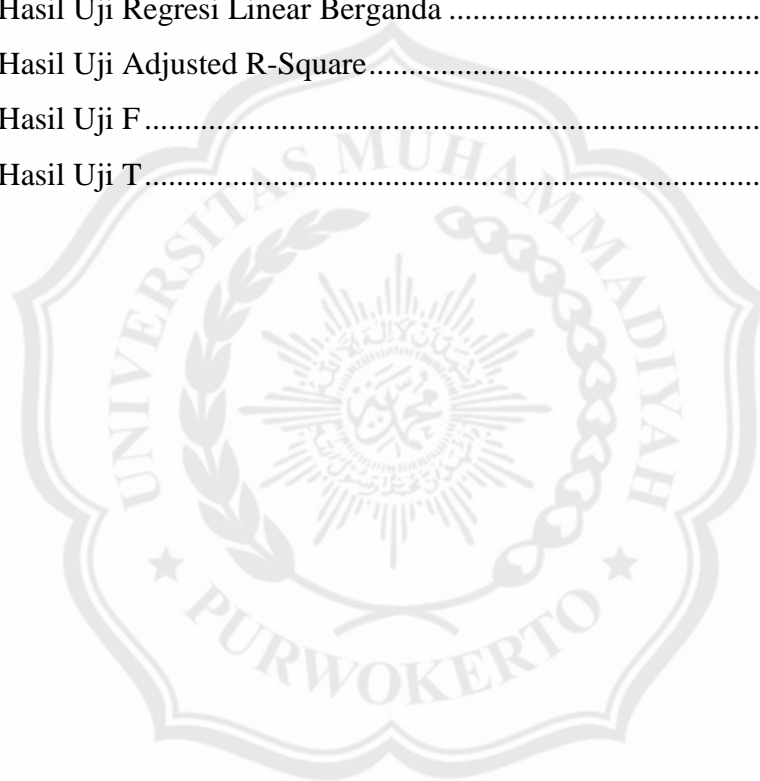 Hasil Uji Regresi Linear Berganda ........................................
Hasil Uji Adjusted R-Square..................................................
Hasil Uji F..............................................................................
Hasil Uji T..............................................................................
UNIVERSITAS MUHAMMADIYAH
PURWOKERTO